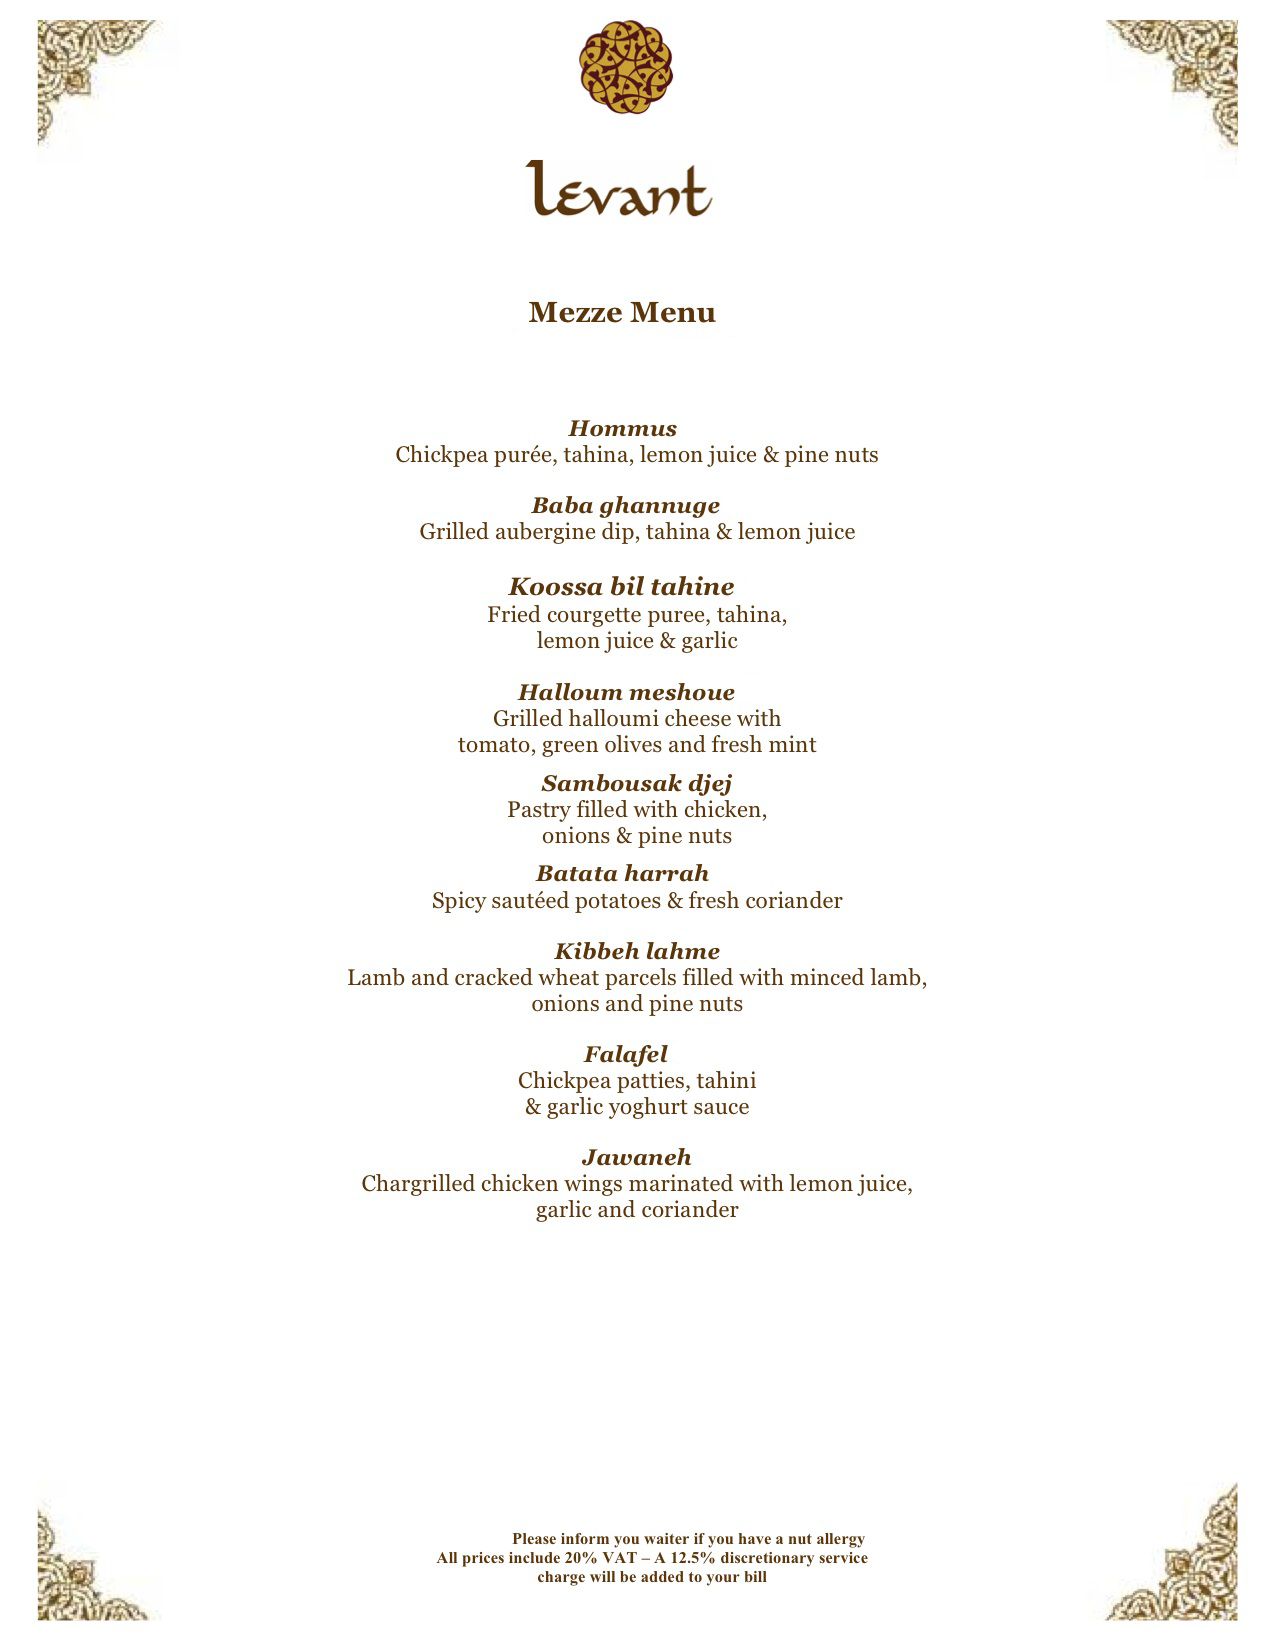 levant
Mezze Menu
Hommus
Chickpea purée, tahina, lemon juice & pine nuts
Baba ghannuge
Grilled aubergine dip, tahina & lemon juice
Koossa bil tahine
Fried courgette puree, tahina,
lemon juice & garlic
Halloum meshoue
Grilled halloumi cheese with
tomato, green olives and fresh mint
Sambousak djej
Pastry filled with chicken,
onions & pine nuts
Batata harrah
Spicy sautéed potatoes & fresh coriander
Kibbeh lahme
Lamb and cracked wheat parcels filled with minced lamb,
onions and pine nuts
Falafel
Chickpea patties, tahini
& garlic yoghurt sauce
Jawaneh
Chargrilled chicken wings marinated with lemon juice,
garlic and coriander
Please inform you waiter if you have a nut allergy
All prices include 20% VAT – A 12.5% discretionary service
charge will be added to your bill